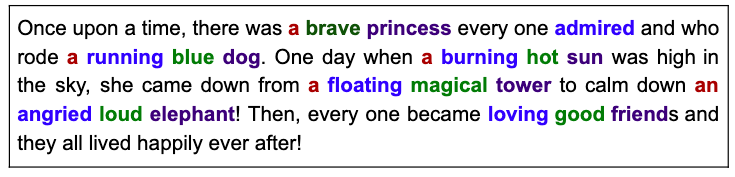 Once upon a time, there was a brave princess every one admired and who
rode a running blue dog. One day when a burning hot sun was high in
the sky, she came down from a floating magical tower to calm down an
angried loud elephant! Then, every one became loving good friends and
they all lived happily ever after!